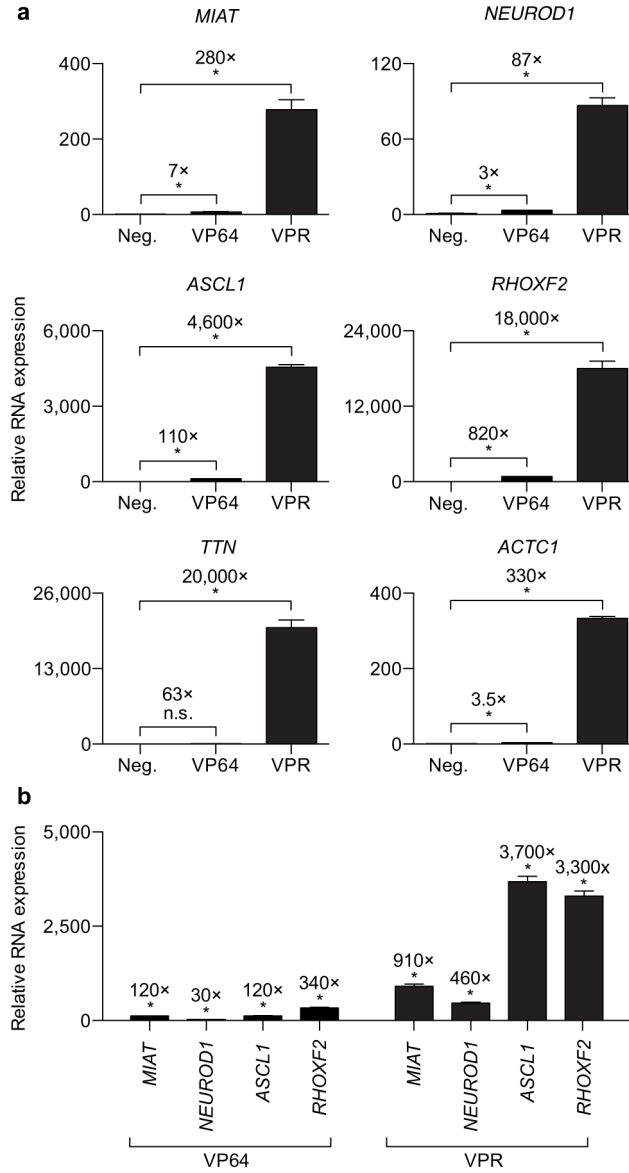 a
MIAT
NEUROD1
400
200
0
280×
*
7×
*
Neg. VP64 VPR
120
60
0
87×
*
3×
*
Neg. VP64 VPR
Relative RNA expression
ASCL1
RHOXF2
6,000
3,000
0
4,600×
*
110×
*
Neg. VP64 VPR
24,000
12,000
0
18,000×
*
820×
*
Neg. VP64 VPR
TTN
ACTC1
26,000
13,000
0
20,000×
*
63×
n.s.
Neg. VP64 VPR
400
200
0
330×
*
3.5×
*
Neg. VP64 VPR
b
Relative RNA expression
5,000
2,500
0
120×
*
30×
*
120×
*
340×
*
910×
*
460×
*
3,700×
*
3,300x
*
MIAT
NEUROD1
ASCL1
RHOXF2
MIAT
NEUROD1
ASCL1
RHOXF2
VP64
VPR